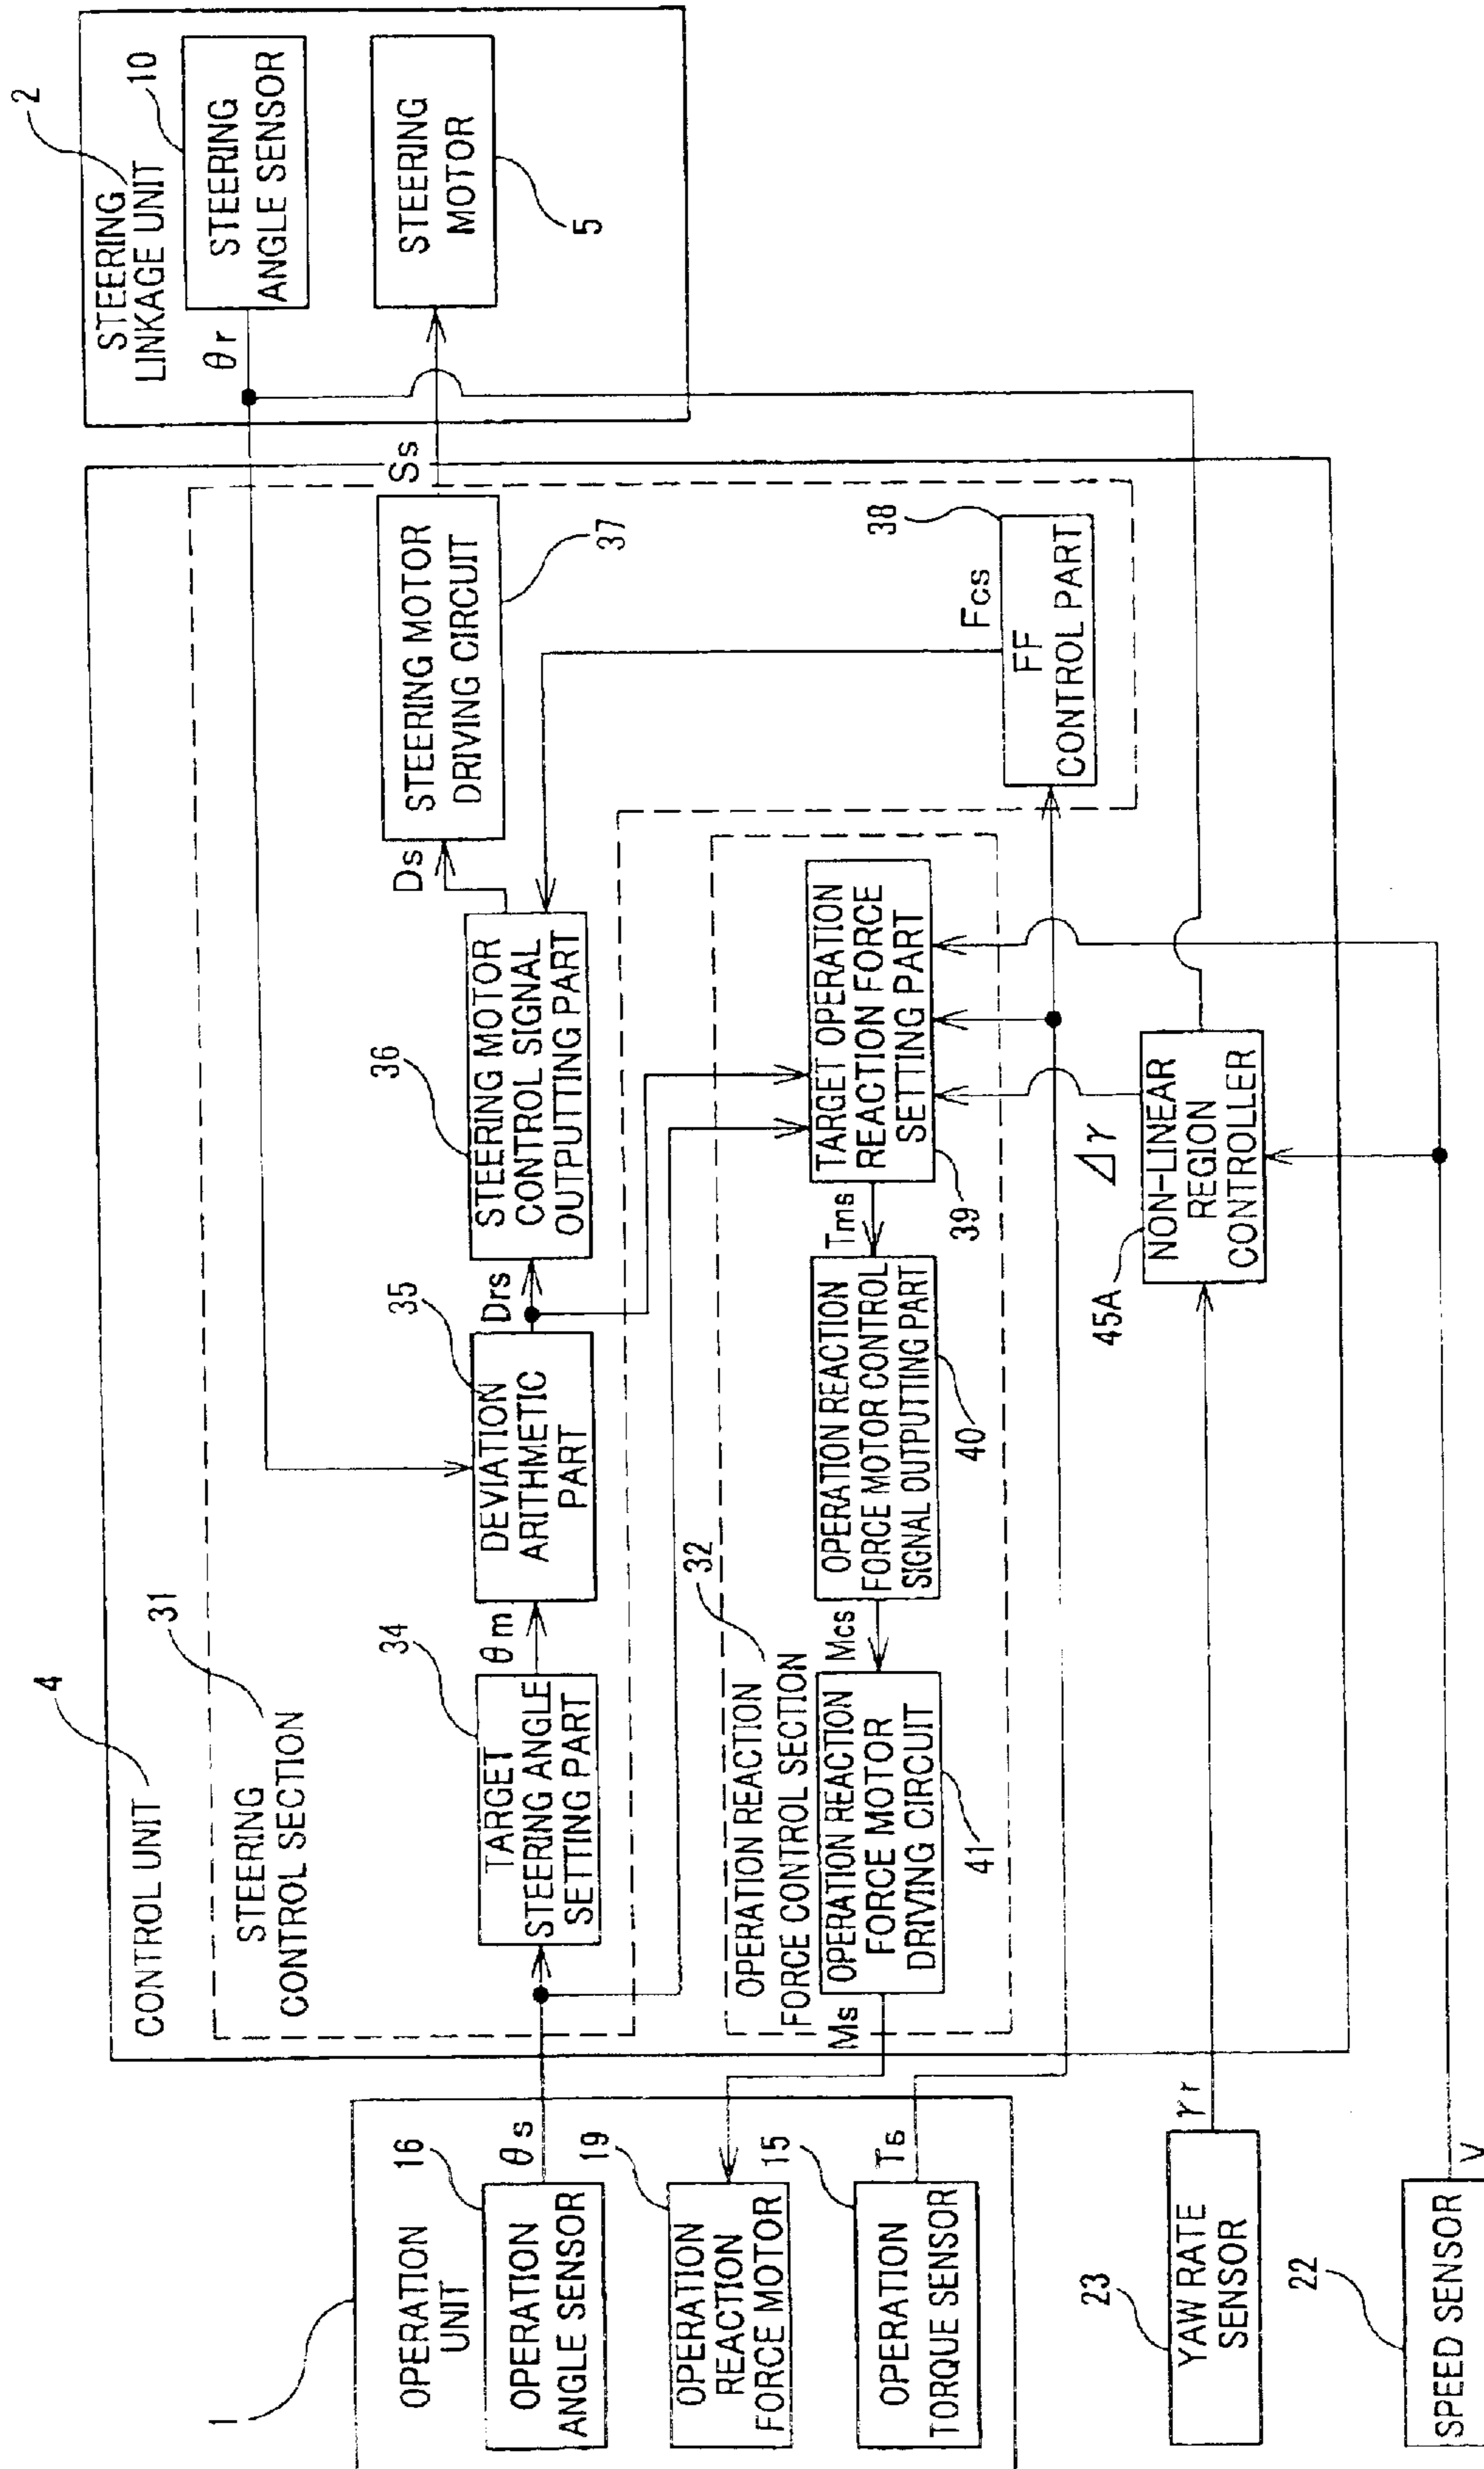 1
OPERATION
UNIT
16
OPERATION
ANGLE SENSOR
θs
19
OPERATION
REACTION
FORCE MOTOR
15
OPERATION
TORQUE SENSOR
Ts
23
YAW RATE
SENSOR
γr
22
SPEED SENSOR
V
4
CONTROL UNIT
31
STEERING
CONTROL SECTION
34
TARGET
STEERING ANGLE
SETTING PART
θm
35
DEVIATION
ARITHMETIC
PART
Drs
36
STEERING MOTOR
CONTROL SIGNAL
OUTPUTTING PART
Ds
STEERING MOTOR
DRIVING CIRCUIT
37
Ss
32
OPERATION REACTION
FORCE CONTROL SECTION
Ms
OPERATION REACTION
FORCE MOTOR
DRIVING CIRCUIT
41
Mcs
OPERATION REACTION
FORCE MOTOR CONTROL
SIGNAL OUTPUTTING PART
40
Tms
TARGET OPERATION
REACTION FORCE
SETTING PART
39
Fcs
38
FF
CONTROL PART
Δγ
45A
NON-LINEAR
REGION
CONTROLLER
2
STEERING
LINKAGE UNIT
10
θr
STEERING
ANGLE SENSOR
STEERING
MOTOR
5